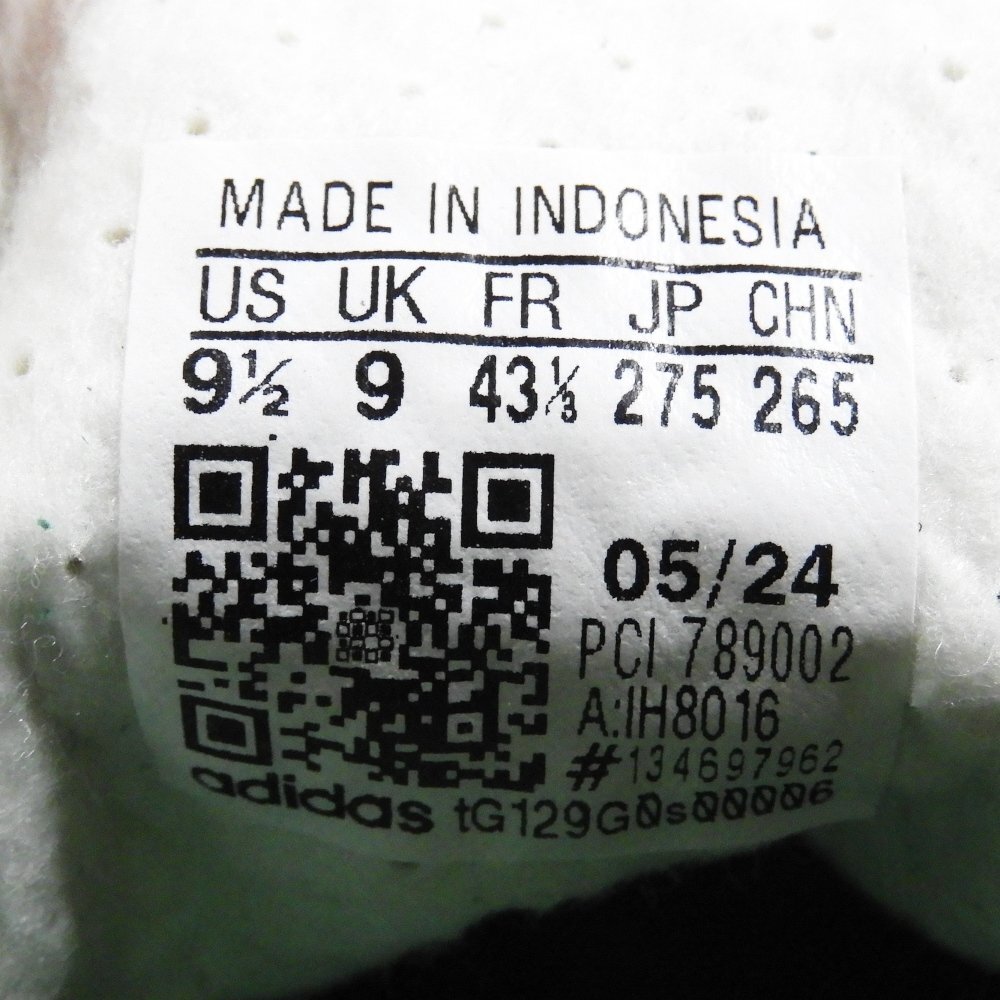 MADE IN INDONESIA
US UK FR JP CHN
9½ 9 43⅓ 275 265
05/24
PCI 789002
A:IH8016
#134697962
adidas tG129G0s00006